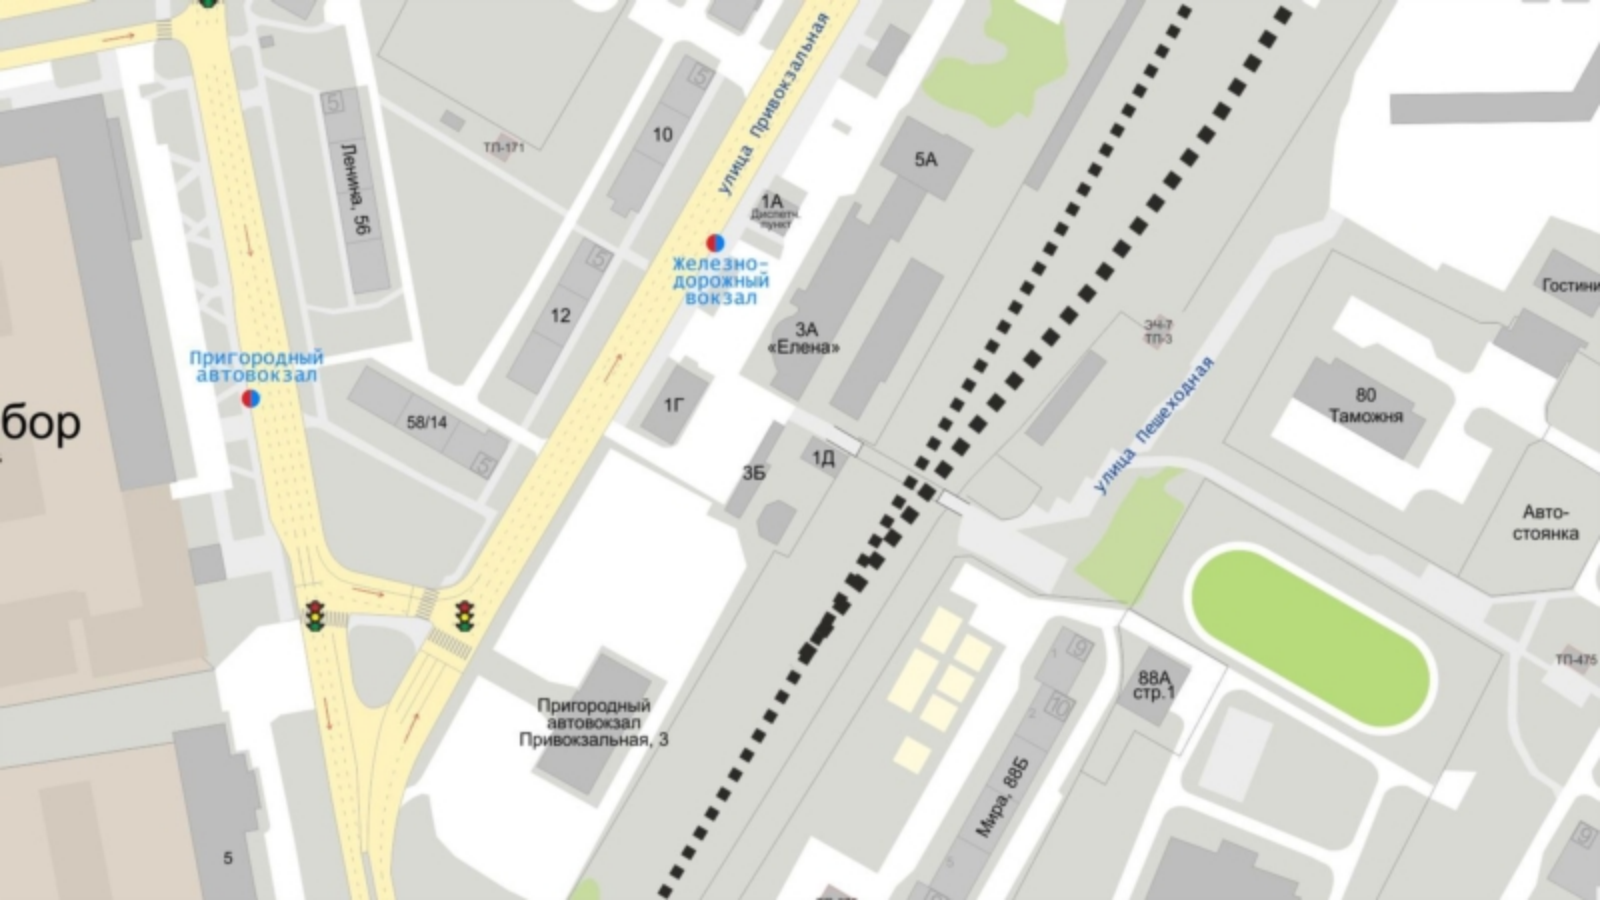 улица Привокзальная
5
5
10
ТП-171
Ленина, 56
5А
1А
Диспетч.
пункт
Железно-
дорожный
вокзал
5
12
3А
«Елена»
ЭЧ-7
ТП-3
Гостини
Пригородный
автовокзал
улица Пешеходная
80
Таможня
1Г
бор
58/14
5
3Б
1Д
Авто-
стоянка
9
88А
стр.1
ТП-475
10
Пригородный
автовокзал
Привокзальная, 3
Мира, 88Б
9
5